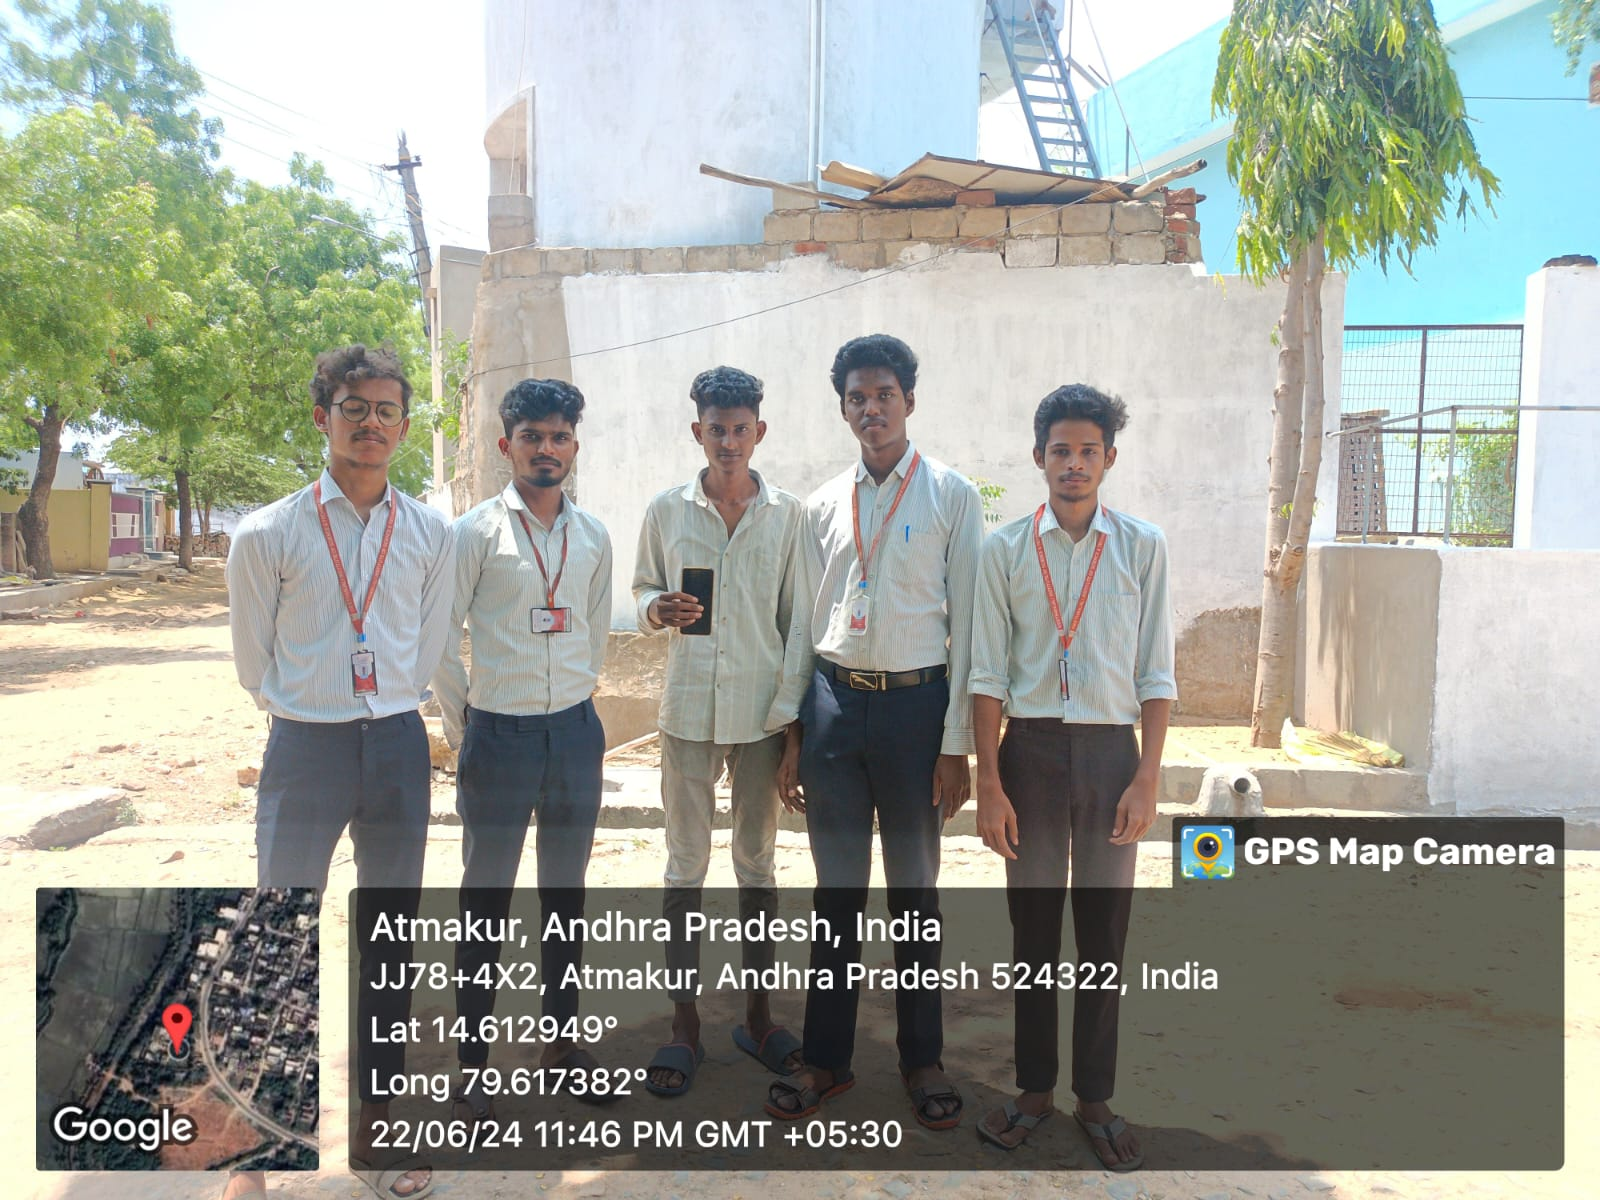 GPS Map Camera
Atmakur, Andhra Pradesh, India
JJ78+4X2, Atmakur, Andhra Pradesh 524322, India
Lat 14.612949°
Long 79.617382°
22/06/24 11:46 PM GMT +05:30
Google